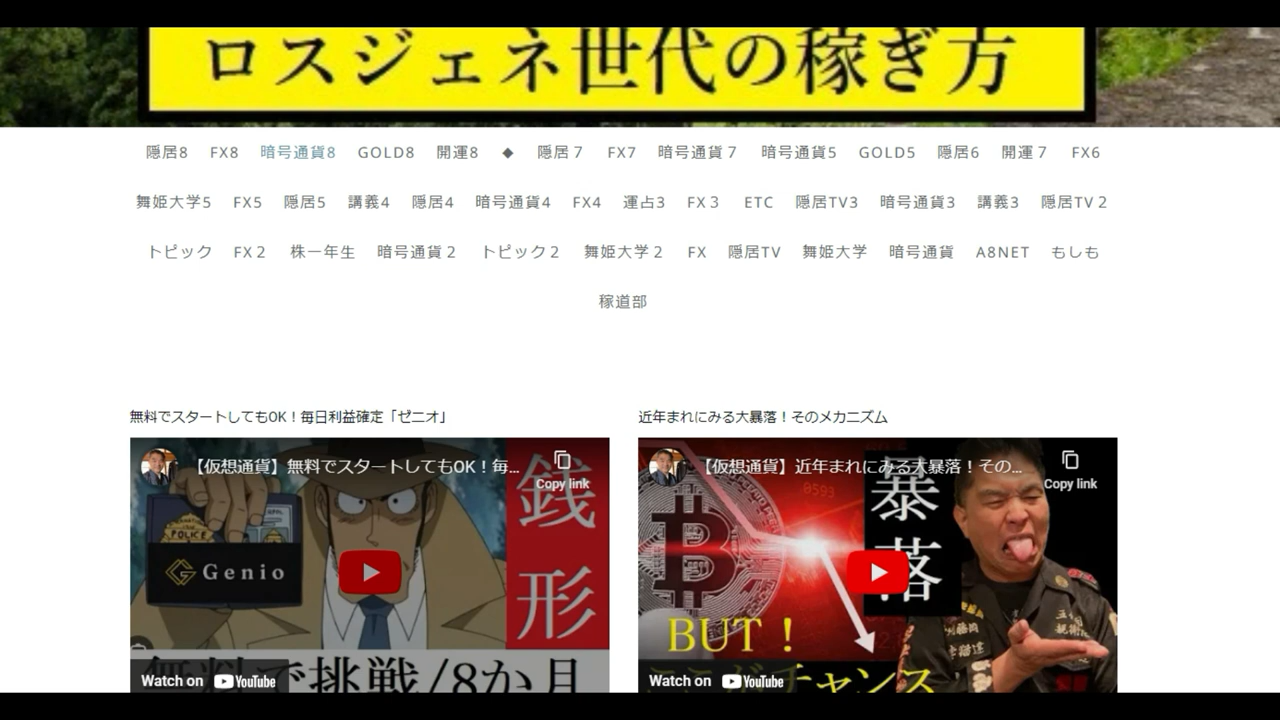 ロスジェネ世代の稼ぎ方
隠居8 FX8 暗号通貨8 GOLD8 開運8 ◆ 隠居７ FX7 暗号通貨７ 暗号通貨5 GOLD5 隠居6 開運７ FX6
舞姫大学5 FX5 隠居5 講義4 隠居4 暗号通貨4 FX4 運占3 FX３ ETC 隠居TV3 暗号通貨3 講義3 隠居TV２
トピック FX２ 株一年生 暗号通貨２ トピック２ 舞姫大学２ FX 隠居TV 舞姫大学 暗号通貨 A8NET もしも
稼道部
無料でスタートしてもOK！毎日利益確定「ゼニオ」
【仮想通貨】無料でスタートしてもOK！毎...
Copy link
銭形
POLICE
Genio
無料で挑戦/8か月
Watch on YouTube
近年まれにみる大暴落！そのメカニズム
【仮想通貨】近年まれにみる大暴落！その...
Copy link
0593
暴落
BUT！
ここがチャンス
Watch on YouTube